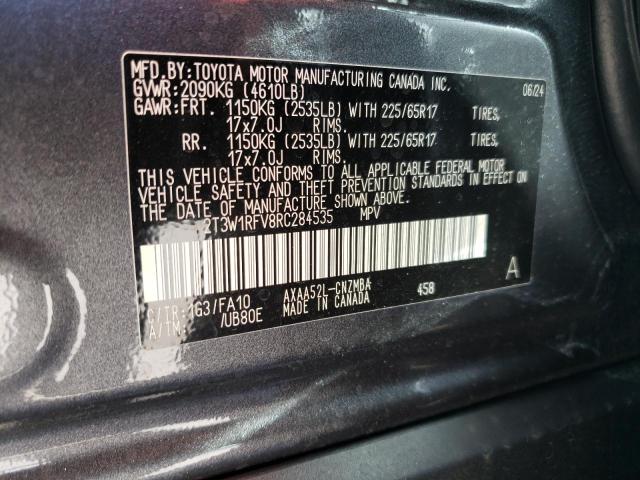 MFD.BY:TOYOTA MOTOR MANUFACTURING CANADA INC. 06/24
GVWR:2090KG (4610LB)
GAWR:FRT. 1150KG (2535LB) WITH 225/65R17 TIRES,
17x7.0J RIMS.
RR. 1150KG (2535LB) WITH 225/65R17 TIRES,
17x7.0J RIMS.
THIS VEHICLE CONFORMS TO ALL APPLICABLE FEDERAL MOTOR
VEHICLE SAFETY AND THEFT PREVENTION STANDARDS IN EFFECT ON
THE DATE OF MANUFACTURE SHOWN ABOVE.
2T3W1RFV8RC284535 MPV
A
C/TR:1G3/FA10 AXAA52L-CNZMBA 458
A/TM: /UB80E MADE IN CANADA